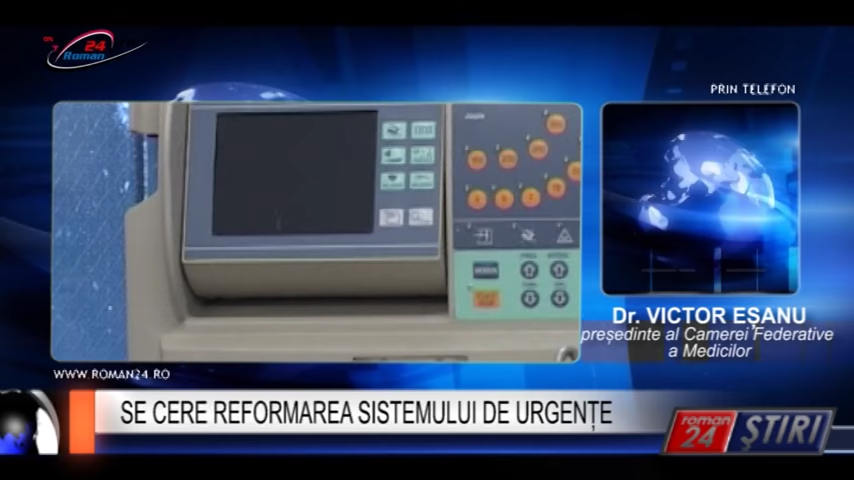 24
Roman
PRIN TELEFON
Dr. VICTOR EȘANU
președinte al Camerei Federative
a Medicilor
WWW.ROMAN24.RO
SE CERE REFORMAREA SISTEMULUI DE URGENȚE
roman
24
ȘTIRI